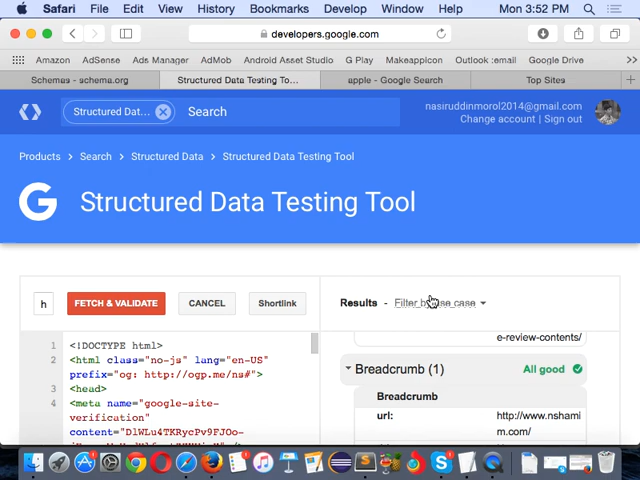 Safari File Edit View History Bookmarks Develop Window Help Mon 3:52 PM
developers.google.com
Amazon AdSense Ads Manager AdMob Android Asset Studio G Play MakeappIcon Outlook :email Google Drive
Schemas - schema.org Structured Data Testing To... apple - Google Search Top Sites
Structured Dat... Search
nasiruddinmorol2014@gmail.com
Change account | Sign out
Products > Search > Structured Data > Structured Data Testing Tool
G Structured Data Testing Tool
h FETCH & VALIDATE CANCEL Shortlink Results - Filter by use case
e-review-contents/
1 <!DOCTYPE html>
2 <html class="no-js" lang="en-US"
prefix="og: http://ogp.me/ns#">
3 <head>
4 <meta name="google-site-
verification"
Breadcrumb (1) All good
Breadcrumb
url: http://www.nshami
m.com/